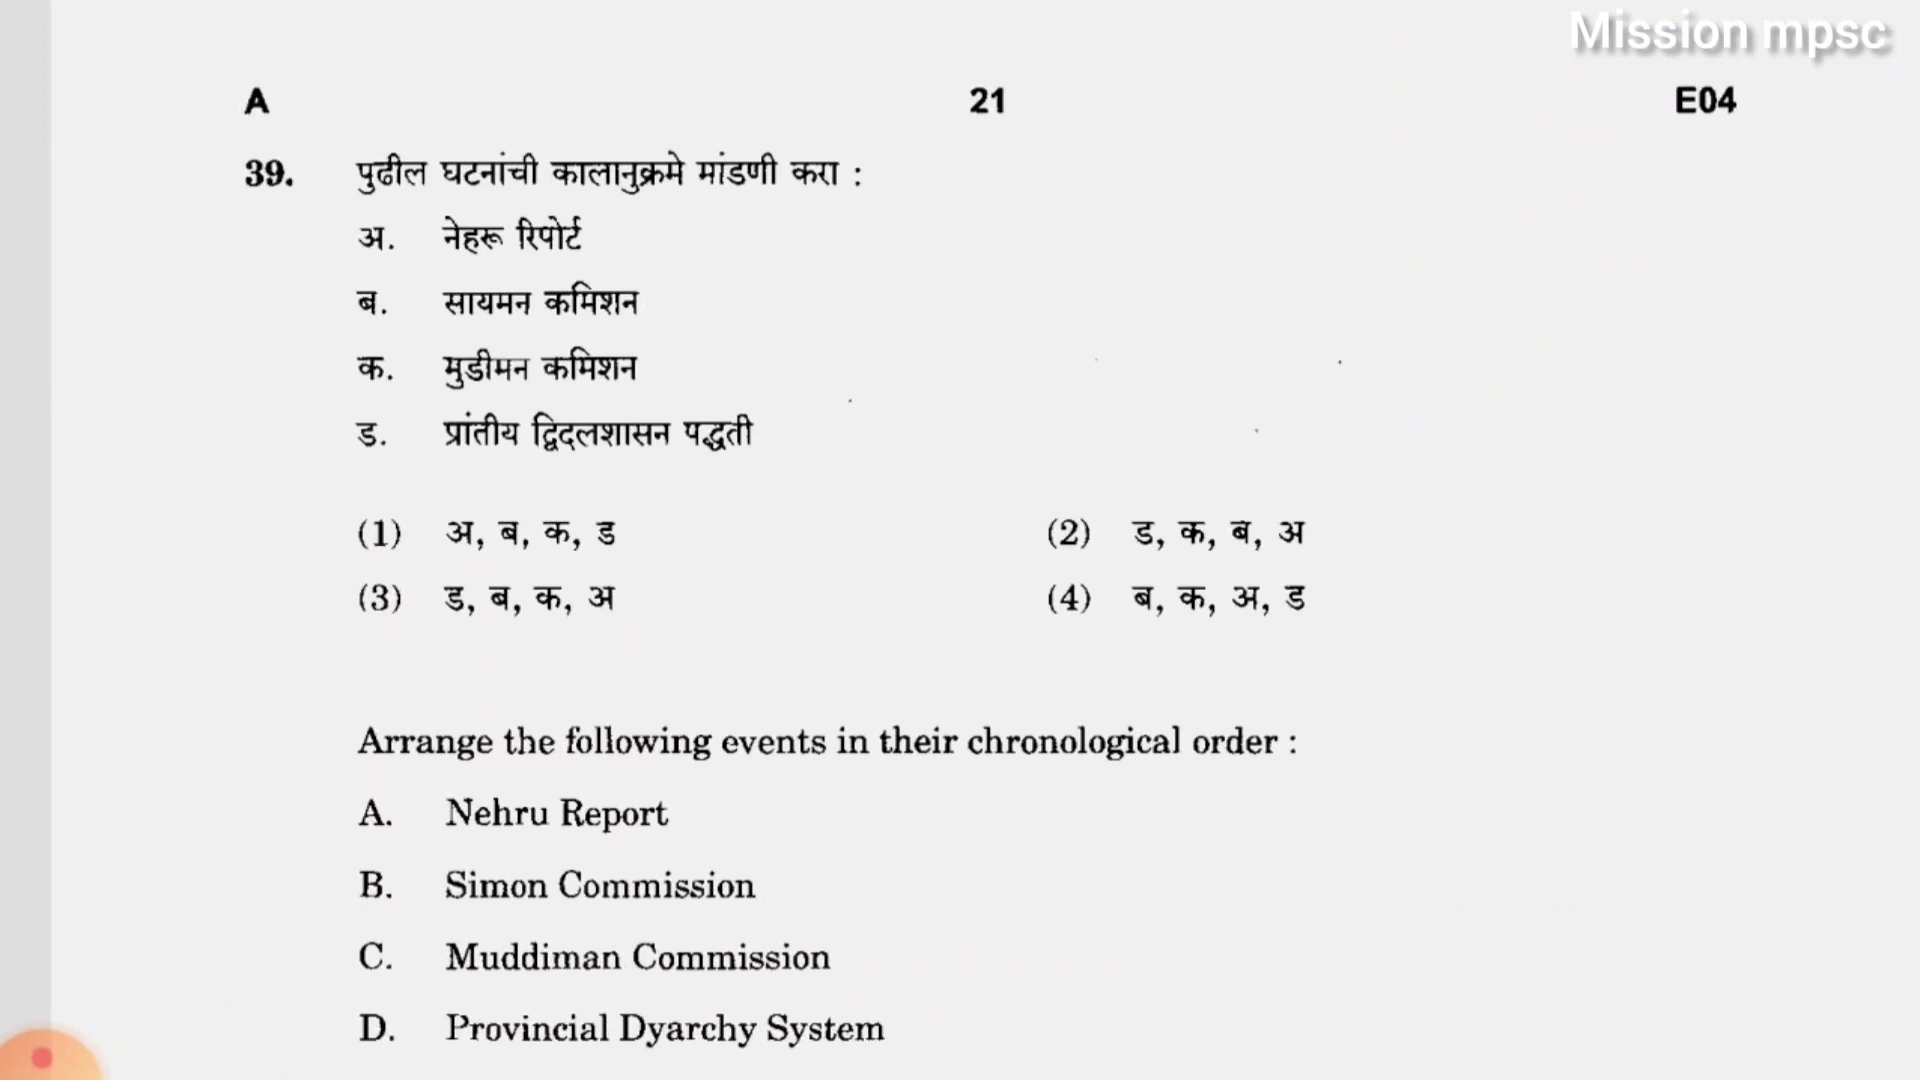 Mission mpsc
A 21 E04
39. पुढील घटनांची कालानुक्रमे मांडणी करा :
अ. नेहरू रिपोर्ट
ब. सायमन कमिशन
क. मुडीमन कमिशन
ड. प्रांतीय द्विदलशासन पद्धती
(1) अ, ब, क, ड (2) ड, क, ब, अ
(3) ड, ब, क, अ (4) ब, क, अ, ड
Arrange the following events in their chronological order :
A. Nehru Report
B. Simon Commission
C. Muddiman Commission
D. Provincial Dyarchy System